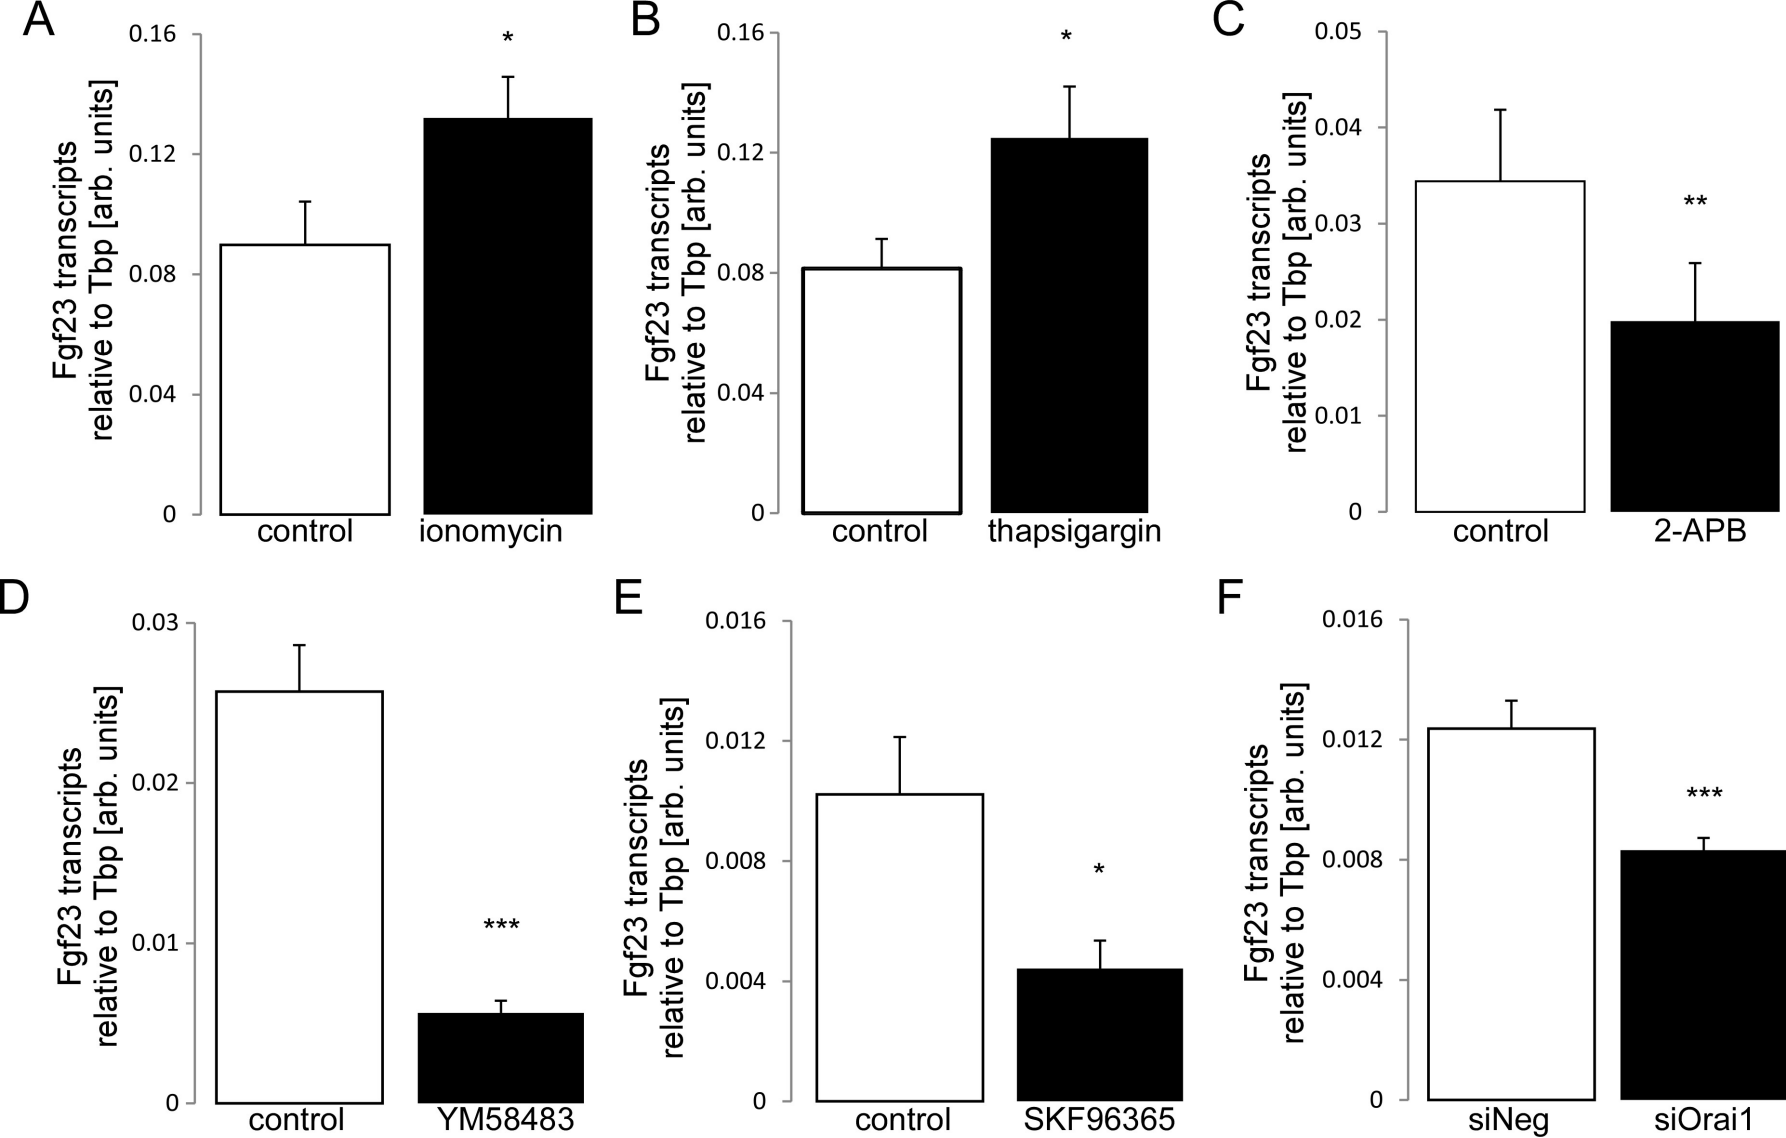 A
Fgf23 transcripts
relative to Tbp [arb. units]
0.16
0.12
0.08
0.04
0
*
control
ionomycin
B
Fgf23 transcripts
relative to Tbp [arb. units]
0.16
0.12
0.08
0.04
0
*
control
thapsigargin
C
Fgf23 transcripts
relative to Tbp [arb. units]
0.05
0.04
0.03
0.02
0.01
0
**
control
2-APB
D
Fgf23 transcripts
relative to Tbp [arb. units]
0.03
0.02
0.01
0
***
control
YM58483
E
Fgf23 transcripts
relative to Tbp [arb. units]
0.016
0.012
0.008
0.004
0
*
control
SKF96365
F
Fgf23 transcripts
relative to Tbp [arb. units]
0.016
0.012
0.008
0.004
0
***
siNeg
siOrai1